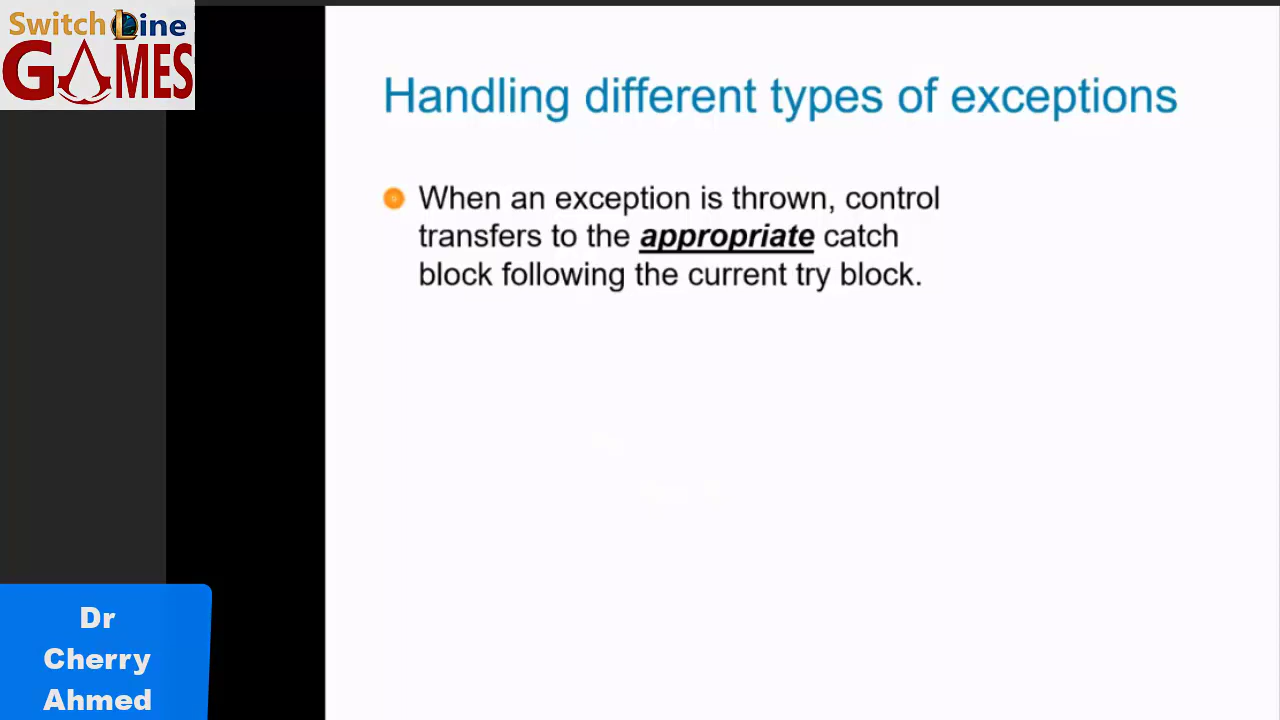 Switch Line
GAMES
Handling different types of exceptions
When an exception is thrown, control
transfers to the appropriate catch
block following the current try block.
Dr
Cherry
Ahmed